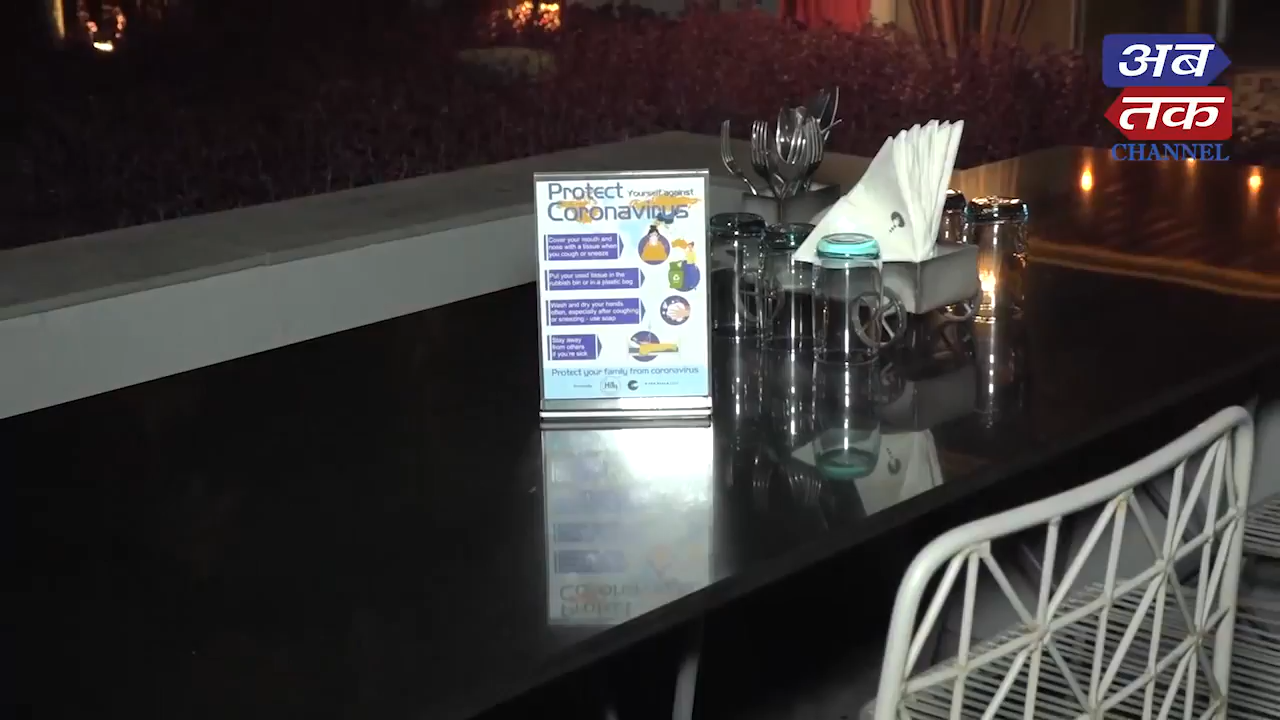 अब
तक
CHANNEL
Protect Yourself against
Coronavirus
Cover your mouth and
nose with a tissue when
you cough or sneeze
Put your used tissue in the
rubbish bin or in a plastic bag
Wash and dry your hands
often, especially after coughing
or sneezing - use soap
Stay away
from others
if you're sick
Protect your family from coronavirus